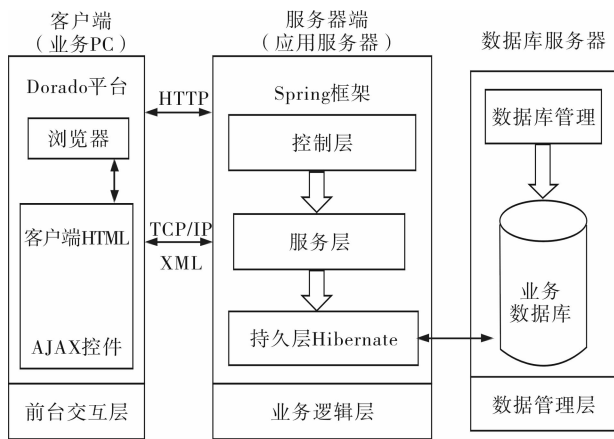 客户端
（业务PC）
Dorado平台
浏览器
客户端HTML
AJAX控件
前台交互层
HTTP
TCP/IP
XML
服务器端
（应用服务器）
Spring框架
控制层
服务层
持久层Hibernate
业务逻辑层
数据库服务器
数据库管理
业务
数据库
数据管理层